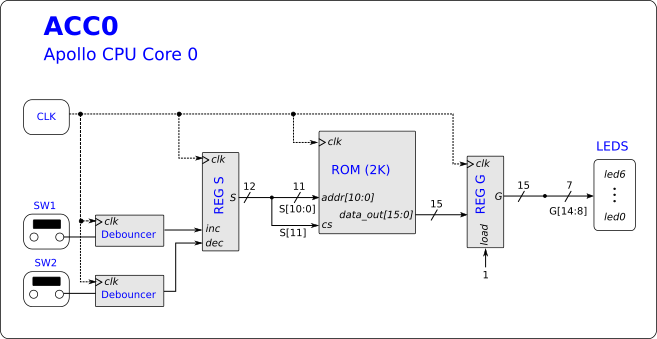 ACC0
Apollo CPU Core 0
CLK
LEDS
clk
clk
clk
ROM (2K)
led6
SW1
REG S
S
12
11
addr[10:0]
S[10:0]
data_out[15:0]
15
REG G
G
15
7
G[14:8]
led0
clk
Debouncer
inc
dec
S[11]
cs
load
1
SW2
clk
Debouncer